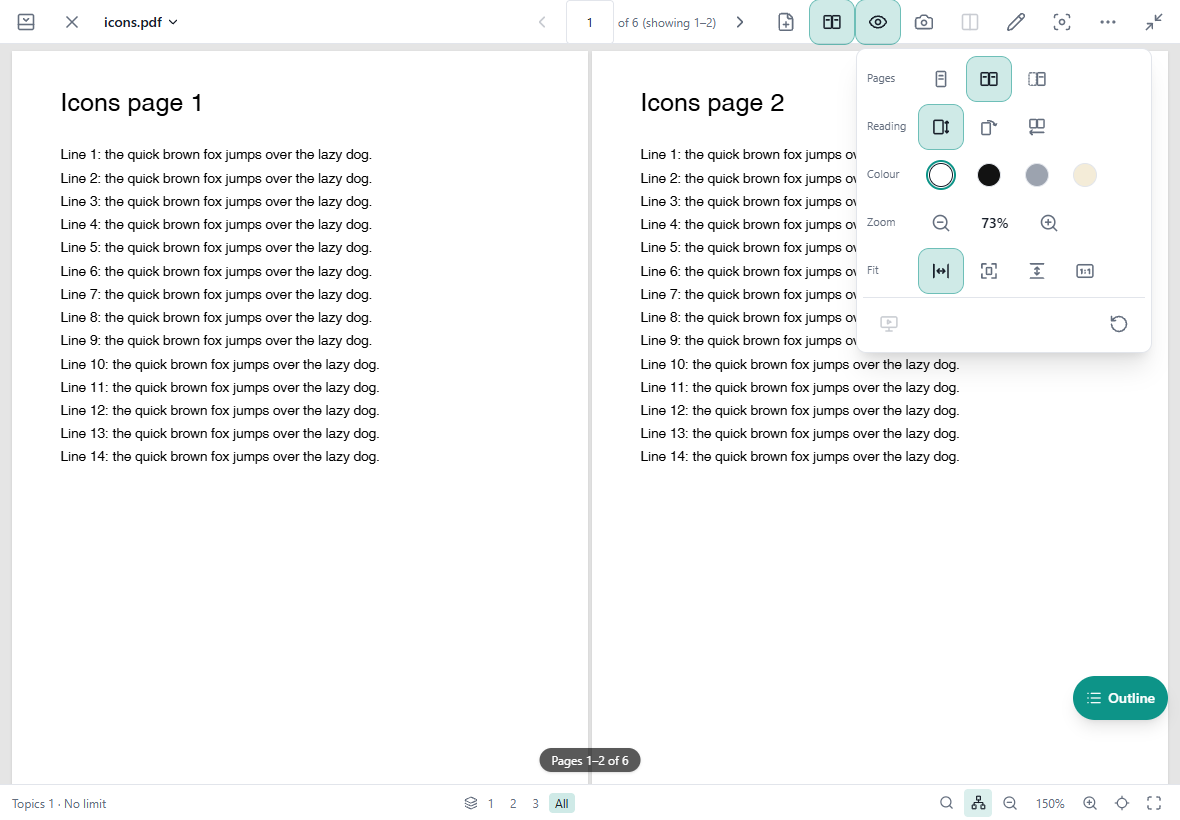 icons.pdf
1 of 6 (showing 1–2)
Icons page 1
Line 1: the quick brown fox jumps over the lazy dog.
Line 2: the quick brown fox jumps over the lazy dog.
Line 3: the quick brown fox jumps over the lazy dog.
Line 4: the quick brown fox jumps over the lazy dog.
Line 5: the quick brown fox jumps over the lazy dog.
Line 6: the quick brown fox jumps over the lazy dog.
Line 7: the quick brown fox jumps over the lazy dog.
Line 8: the quick brown fox jumps over the lazy dog.
Line 9: the quick brown fox jumps over the lazy dog.
Line 10: the quick brown fox jumps over the lazy dog.
Line 11: the quick brown fox jumps over the lazy dog.
Line 12: the quick brown fox jumps over the lazy dog.
Line 13: the quick brown fox jumps over the lazy dog.
Line 14: the quick brown fox jumps over the lazy dog.
Icons page 2
Line 1: the quick brown fox jumps
Line 2: the quick brown fox jumps
Line 3: the quick brown fox jumps
Line 4: the quick brown fox jumps
Line 5: the quick brown fox jumps
Line 6: the quick brown fox jumps
Line 7: the quick brown fox jumps
Line 8: the quick brown fox jumps
Line 9: the quick brown fox jumps
Line 10: the quick brown fox jumps over the lazy dog.
Line 11: the quick brown fox jumps over the lazy dog.
Line 12: the quick brown fox jumps over the lazy dog.
Line 13: the quick brown fox jumps over the lazy dog.
Line 14: the quick brown fox jumps over the lazy dog.
Pages
Reading
Colour
Zoom 73%
Fit 1:1
Outline
Pages 1–2 of 6
Topics 1 · No limit
1 2 3 All
150%